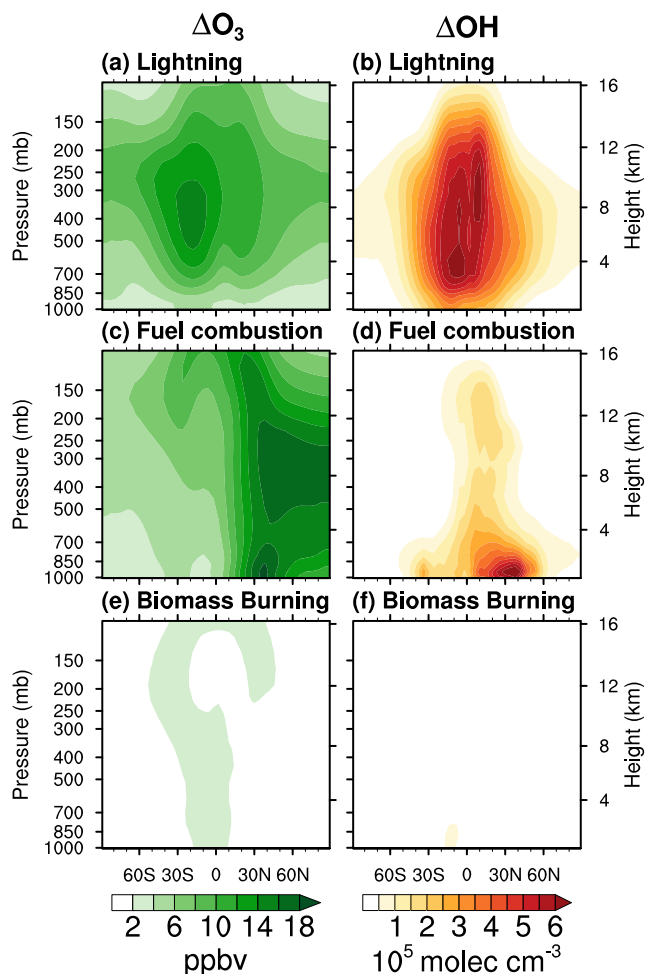 ΔO₃ ΔOH
(a) Lightning (b) Lightning
Pressure (mb) 150 200 250 300 400 500 700 850 1000
16 12 8 4 Height (km)
(c) Fuel combustion (d) Fuel combustion
Pressure (mb) 150 200 250 300 400 500 700 850 1000
16 12 8 4 Height (km)
(e) Biomass Burning (f) Biomass Burning
Pressure (mb) 150 200 250 300 400 500 700 850 1000
16 12 8 4 Height (km)
60S 30S 0 30N 60N 60S 30S 0 30N 60N
2 6 10 14 18 1 2 3 4 5 6
ppbv 10⁵ molec cm⁻³